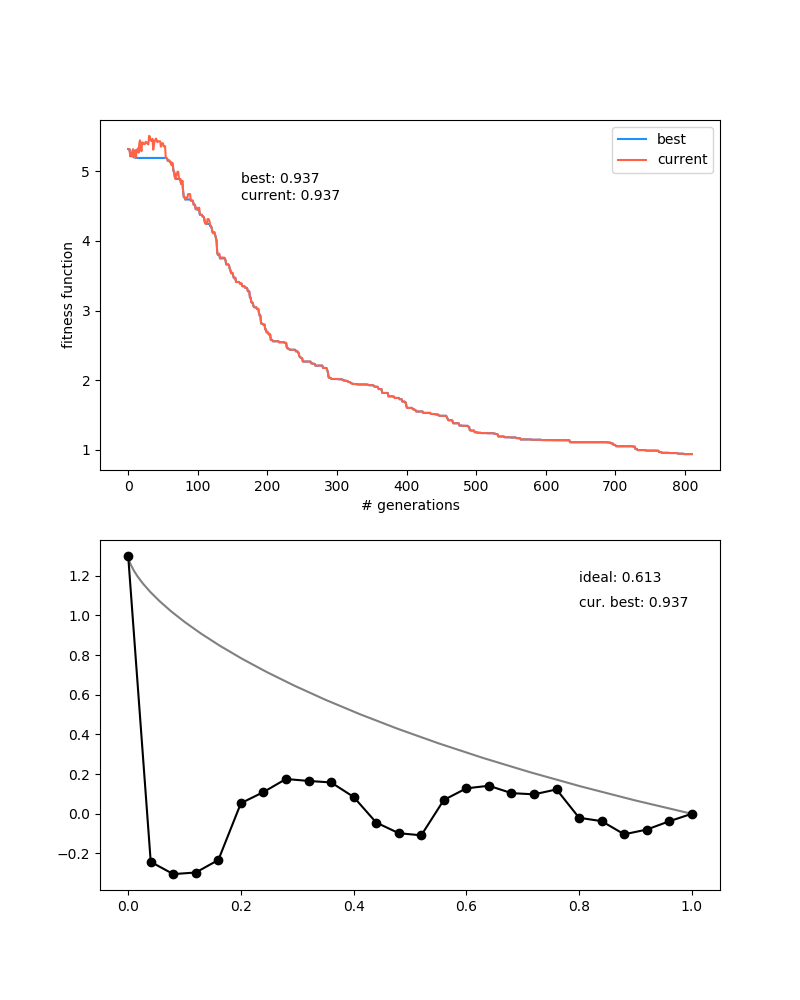 best
current
best: 0.937
current: 0.937
fitness function
5
4
3
2
1
0 100 200 300 400 500 600 700 800
# generations
ideal: 0.613
cur. best: 0.937
1.2
1.0
0.8
0.6
0.4
0.2
0.0
−0.2
0.0 0.2 0.4 0.6 0.8 1.0